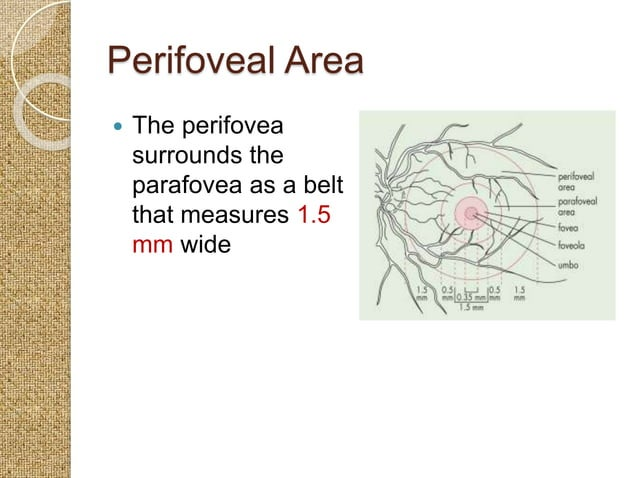 Perifoveal Area
• The perifovea
surrounds the
parafovea as a belt
that measures 1.5
mm wide
perifoveal
area
parafoveal
area
fovea
foveola
umbo
1.5 0.5 0.5 1.5
mm mm 0.35 mm mm mm
1.5 mm